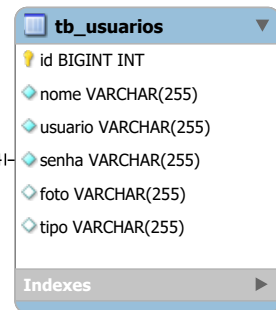 tb_usuarios
id BIGINT INT
nome VARCHAR(255)
usuario VARCHAR(255)
senha VARCHAR(255)
foto VARCHAR(255)
tipo VARCHAR(255)
Indexes